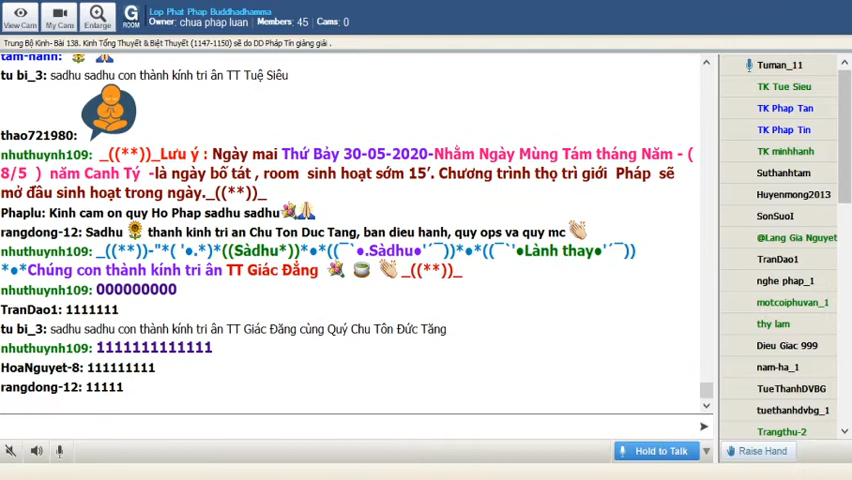 Lop Phat Phap Buddhadhamma
Owner: chua phap luan Members: 45 Cams: 0
View Cam
My Cams
Enlarge
G
ROOM
Trung Bộ Kinh- Bài 138. Kinh Tổng Thuyết & Biệt Thuyết (1147-1150) sẽ do DD Pháp Tín giảng giải .
tam-hanh:
tu bi_3: sadhu sadhu con thành kính tri ân TT Tuệ Siêu
thao721980:
nhuthuynh109: _((**))_Lưu ý : Ngày mai Thứ Bảy 30-05-2020-Nhằm Ngày Mùng Tám tháng Năm - (
8/5 ) năm Canh Tý -là ngày bố tát , room sinh hoạt sớm 15’. Chương trình thọ trì giới Pháp sẽ
mở đầu sinh hoạt trong ngày._((**))_
Phaplu: Kinh cam on quy Ho Phap sadhu sadhu
rangdong-12: Sadhu thanh kinh tri an Chu Ton Duc Tang, ban dieu hanh, quy ops va quy mc
nhuthuynh109: _((**))-"*( '●.*)*((Sàdhu*))*●*((¯`●.Sàdhu●'´¯))*●*((¯`'●Lành thay●'´¯))
*●*Chúng con thành kính tri ân TT Giác Đẳng _((**))_
nhuthuynh109: 000000000
TranDao1: 1111111
tu bi_3: sadhu sadhu con thành kính tri ân TT Giác Đăng cùng Quý Chu Tôn Đức Tăng
nhuthuynh109: 1111111111111
HoaNguyet-8: 111111111
rangdong-12: 11111
Tuman_11
TK Tue Sieu
TK Phap Tan
TK Phap Tin
TK minhhanh
Suthanhtam
Huyenmong2013
SonSuoI
@Lang Gia Nguyet
TranDao1
nghe phap_1
motcoiphuvan_1
thy lam
Dieu Giac 999
nam-ha_1
TueThanhDVBG
tuethanhdvbg_1
Trangthu-2
Hold to Talk
Raise Hand